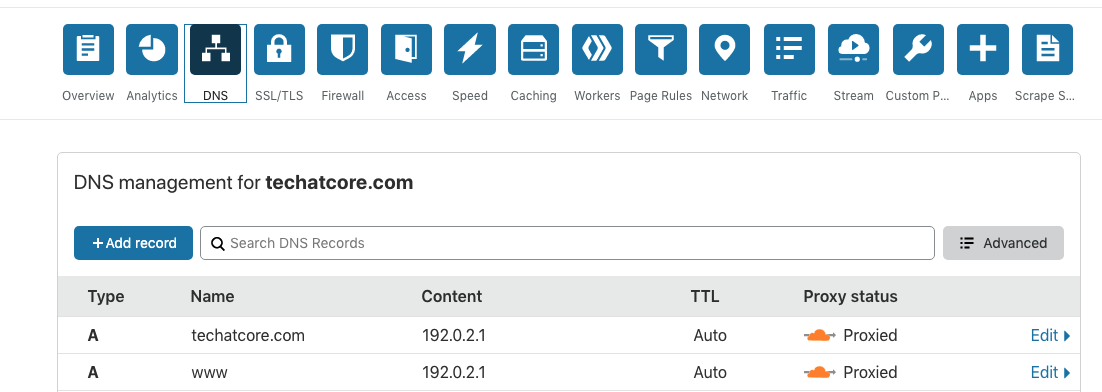 Overview Analytics DNS SSL/TLS Firewall Access Speed Caching Workers Page Rules Network Traffic Stream Custom P... Apps Scrape S...
DNS management for techatcore.com
+ Add record Search DNS Records Advanced
Type Name Content TTL Proxy status
A techatcore.com 192.0.2.1 Auto Proxied Edit
A www 192.0.2.1 Auto Proxied Edit